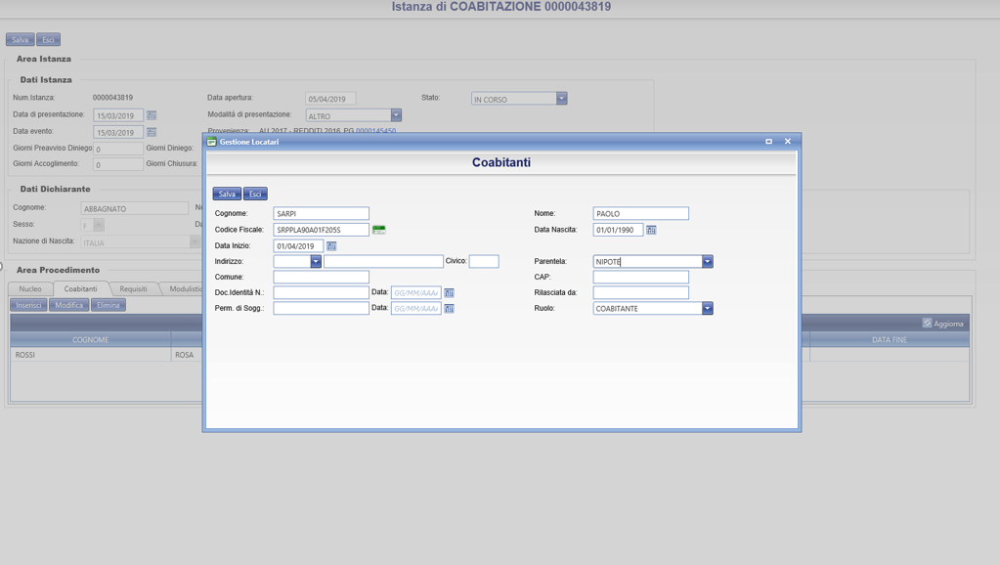 Istanza di COABITAZIONE 0000043819
Salva Esci
Area Istanza
Dati Istanza
Num.Istanza: 0000043819 Data apertura: 05/04/2019 Stato: IN CORSO
Data di presentazione: 15/03/2019 Modalità di presentazione: ALTRO
Data evento: 15/03/2019 Provenienza: AU 2017 - REDDITI 2016, PG 0000145450
Giorni Preavviso Diniego: 0 Giorni Diniego:
Giorni Accoglimento: 0 Giorni Chiusura:
Dati Dichiarante
Cognome: ABBAGNATO
Sesso: F
Nazione di Nascita: ITALIA
Area Procedimento
Nucleo Coabitanti Requisiti Modulistic
Inserisci Modifica Elimina
Aggiorna
COGNOME DATA FINE
ROSSI ROSA
Gestione Locatari
Coabitanti
Salva Esci
Cognome: SARPI Nome: PAOLO
Codice Fiscale: SRPPLA90A01F205S Data Nascita: 01/01/1990
Data Inizio: 01/04/2019
Indirizzo: Civico: Parentela: NIPOTE
Comune: CAP:
Doc.Identità N.: Data: GG/MM/AAAA Rilasciata da:
Perm. di Sogg.: Data: GG/MM/AAAA Ruolo: COABITANTE